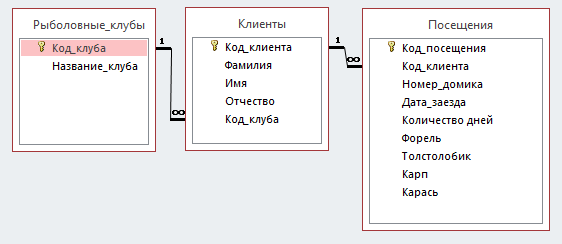 Рыболовные_клубы
Код_клуба
Название_клуба
1
∞
Клиенты
Код_клиента
Фамилия
Имя
Отчество
Код_клуба
1
∞
Посещения
Код_посещения
Код_клиента
Номер_домика
Дата_заезда
Количество дней
Форель
Толстолобик
Карп
Карась